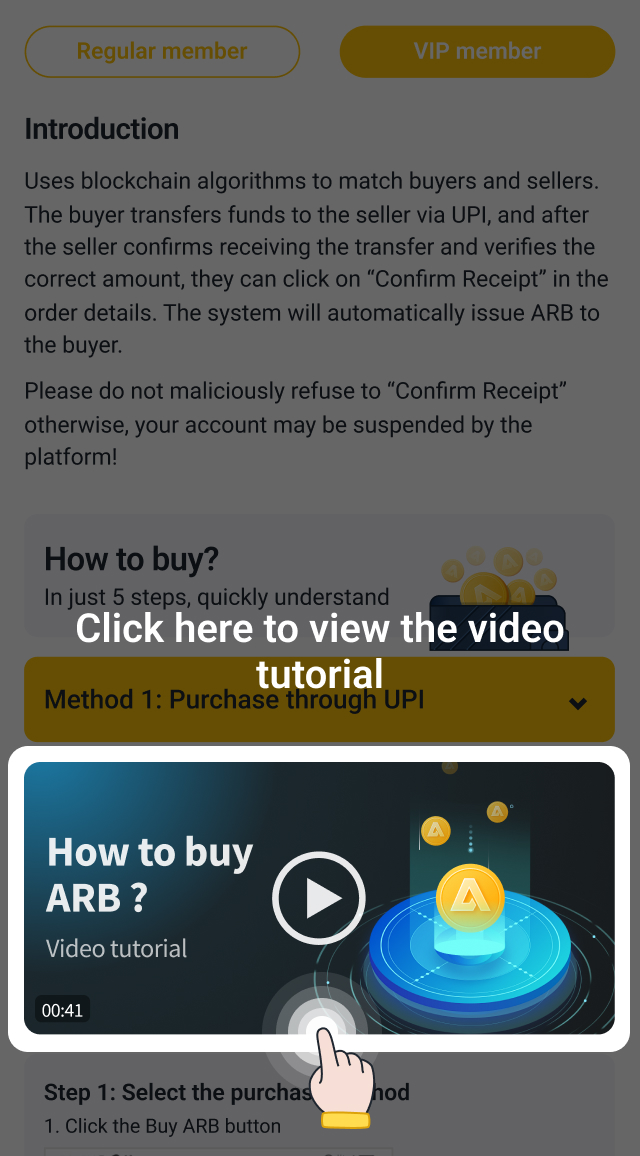 Regular member
VIP member
Introduction
Uses blockchain algorithms to match buyers and sellers.
The buyer transfers funds to the seller via UPI, and after
the seller confirms receiving the transfer and verifies the
correct amount, they can click on “Confirm Receipt” in the
order details. The system will automatically issue ARB to
the buyer.
Please do not maliciously refuse to “Confirm Receipt”
otherwise, your account may be suspended by the
platform!
How to buy?
In just 5 steps, quickly understand
Click here to view the video
tutorial
Method 1: Purchase through UPI
How to buy
ARB ?
Video tutorial
00:41
Step 1: Select the
1. Click the Buy ARB button